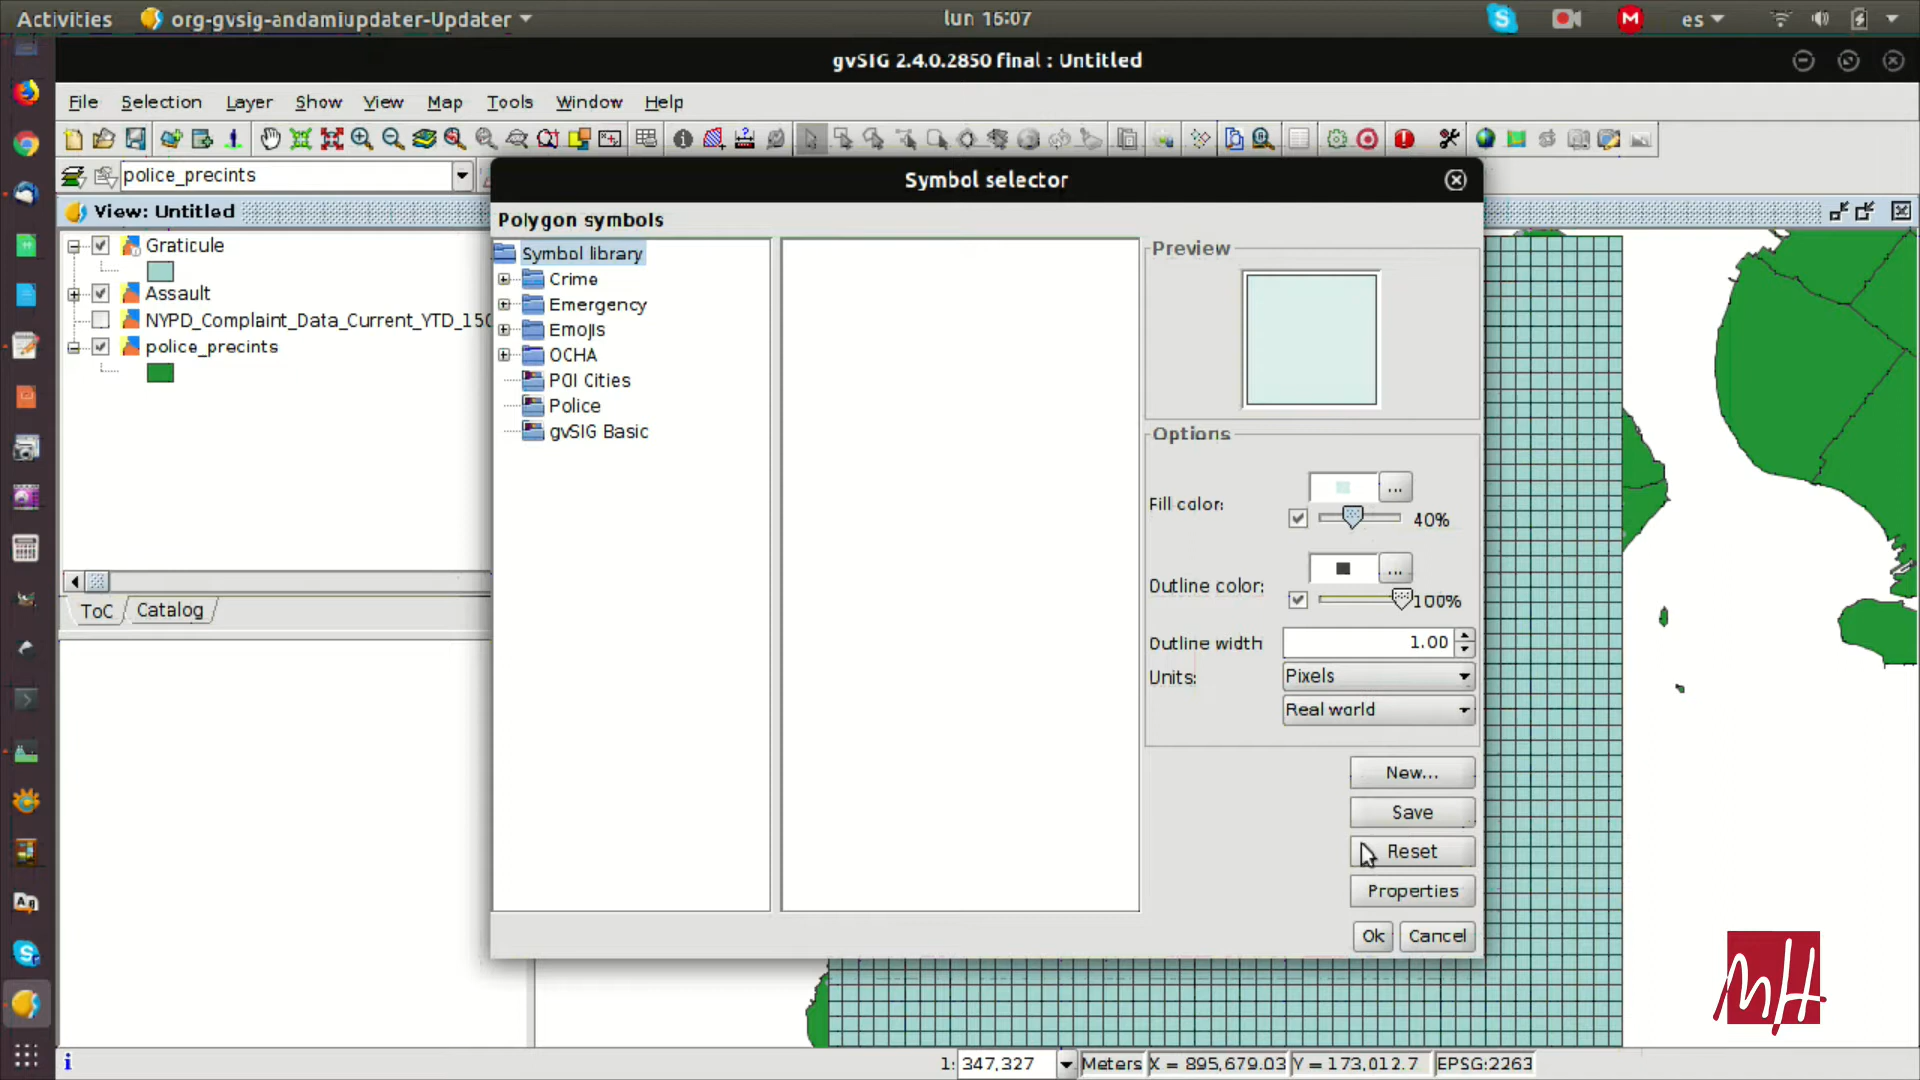 Activities org-gvsig-andamiupdater-Updater lun 16:07 es
gvSIG 2.4.0.2850 final : Untitled
File Selection Layer Show View Map Tools Window Help
police_precints
View: Untitled
Graticule
Assault
NYPD_Complaint_Data_Current_YTD_150
police_precints
ToC Catalog
Symbol selector
Polygon symbols
Symbol library
Crime
Emergency
Emojis
OCHA
POI Cities
Police
gvSIG Basic
Preview
Options
Fill color: ...
40%
Outline color: ...
100%
Outline width 1.00
Units: Pixels
Real world
New...
Save
Reset
Properties
Ok Cancel
MH
1: 347,327 Meters X = 895,679.03 Y = 173,012.7 EPSG:2263